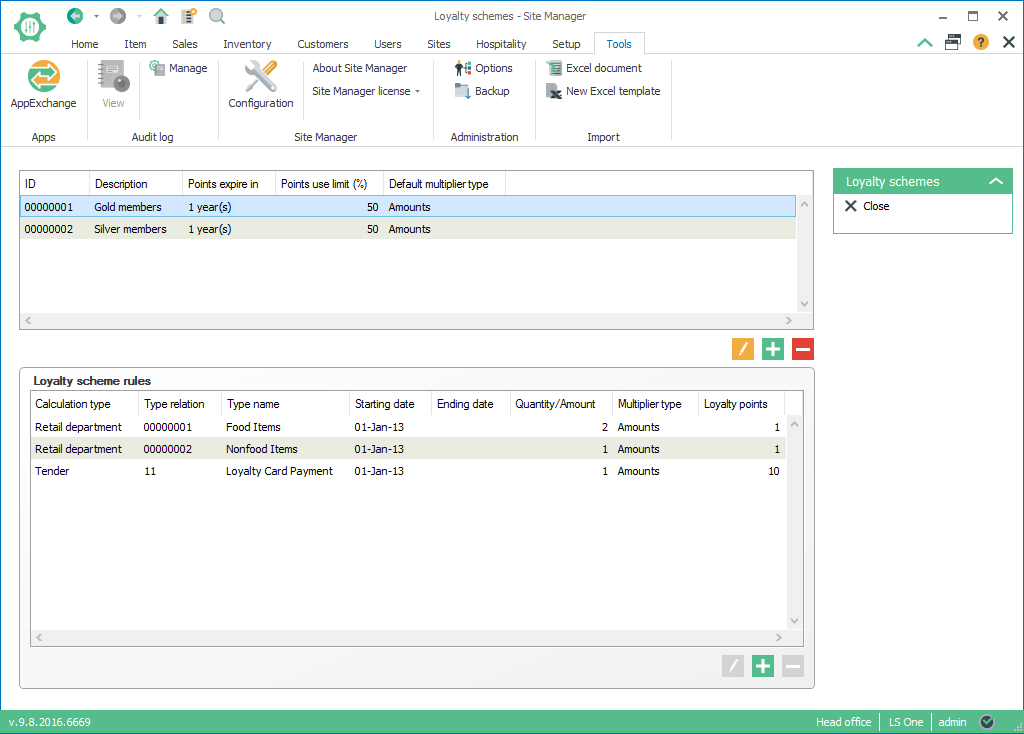 Loyalty schemes - Site Manager
Home Item Sales Inventory Customers Users Sites Hospitality Setup Tools
AppExchange View Manage Configuration About Site Manager Options Excel document
Site Manager license Backup New Excel template
Apps Audit log Site Manager Administration Import
ID Description Points expire in Points use limit (%) Default multiplier type
00000001 Gold members 1 year(s) 50 Amounts
00000002 Silver members 1 year(s) 50 Amounts
Loyalty schemes
Close
Loyalty scheme rules
Calculation type Type relation Type name Starting date Ending date Quantity/Amount Multiplier type Loyalty points
Retail department 00000001 Food Items 01-Jan-13 2 Amounts 1
Retail department 00000002 Nonfood Items 01-Jan-13 1 Amounts 1
Tender 11 Loyalty Card Payment 01-Jan-13 1 Amounts 10
v.9.8.2016.6669 Head office LS One admin